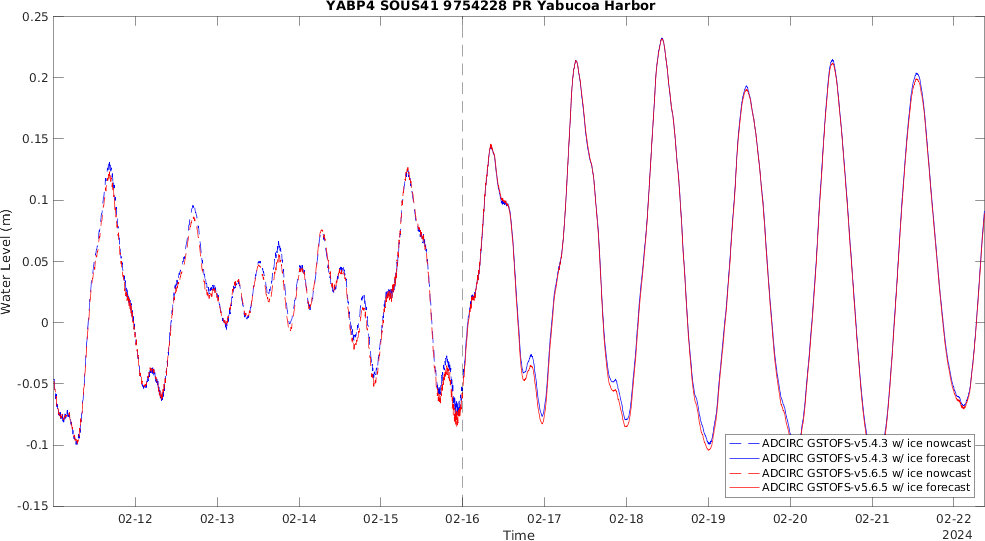 YABP4 SOUS41 9754228 PR Yabucoa Harbor
0.25
0.2
0.15
0.1
0.05
0
-0.05
-0.1
-0.15
Water Level (m)
02-12 02-13 02-14 02-15 02-16 02-17 02-18 02-19 02-20 02-21 02-22
Time
2024
ADCIRC GSTOFS-v5.4.3 w/ ice nowcast
ADCIRC GSTOFS-v5.4.3 w/ ice forecast
ADCIRC GSTOFS-v5.6.5 w/ ice nowcast
ADCIRC GSTOFS-v5.6.5 w/ ice forecast